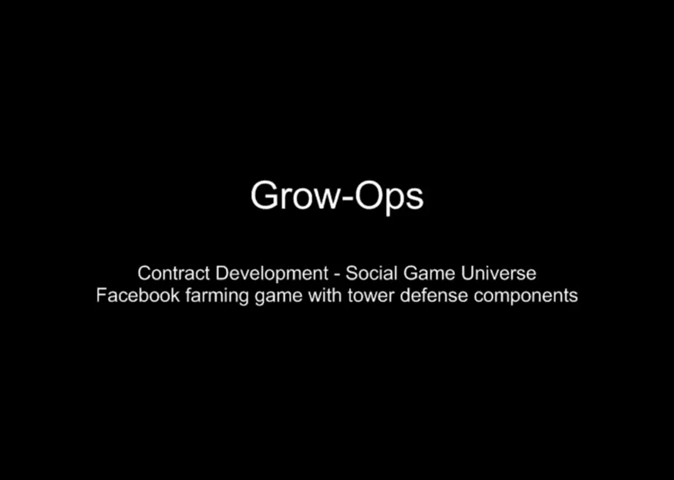 Grow-Ops
Contract Development - Social Game Universe
Facebook farming game with tower defense components